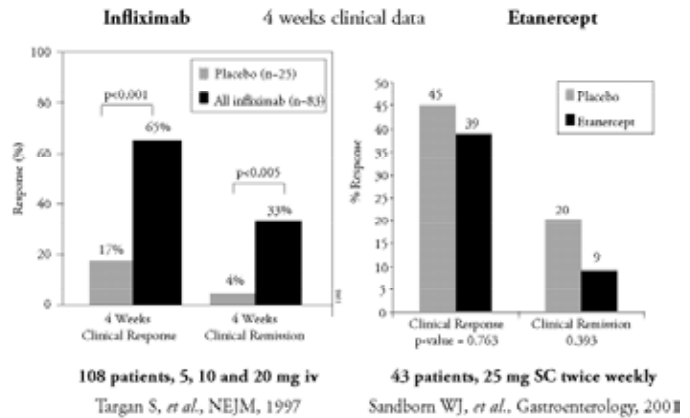 Infliximab 4 weeks clinical data Etanercept
100
80
60
40
20
0
Response (%)
Placebo (n=25)
All infliximab (n=83)
p<0.001
65%
17%
p<0.005
33%
4%
4 Weeks
Clinical Response
4 Weeks
Clinical Remission
108 patients, 5, 10 and 20 mg iv
Targan S, et al., NEJM, 1997
50
45
40
35
30
25
20
15
10
5
0
% Response
Placebo
Etanercept
45
39
20
9
Clinical Response
p-value = 0.763
Clinical Remission
0.393
43 patients, 25 mg SC twice weekly
Sandborn WJ, et al., Gastroenterology,